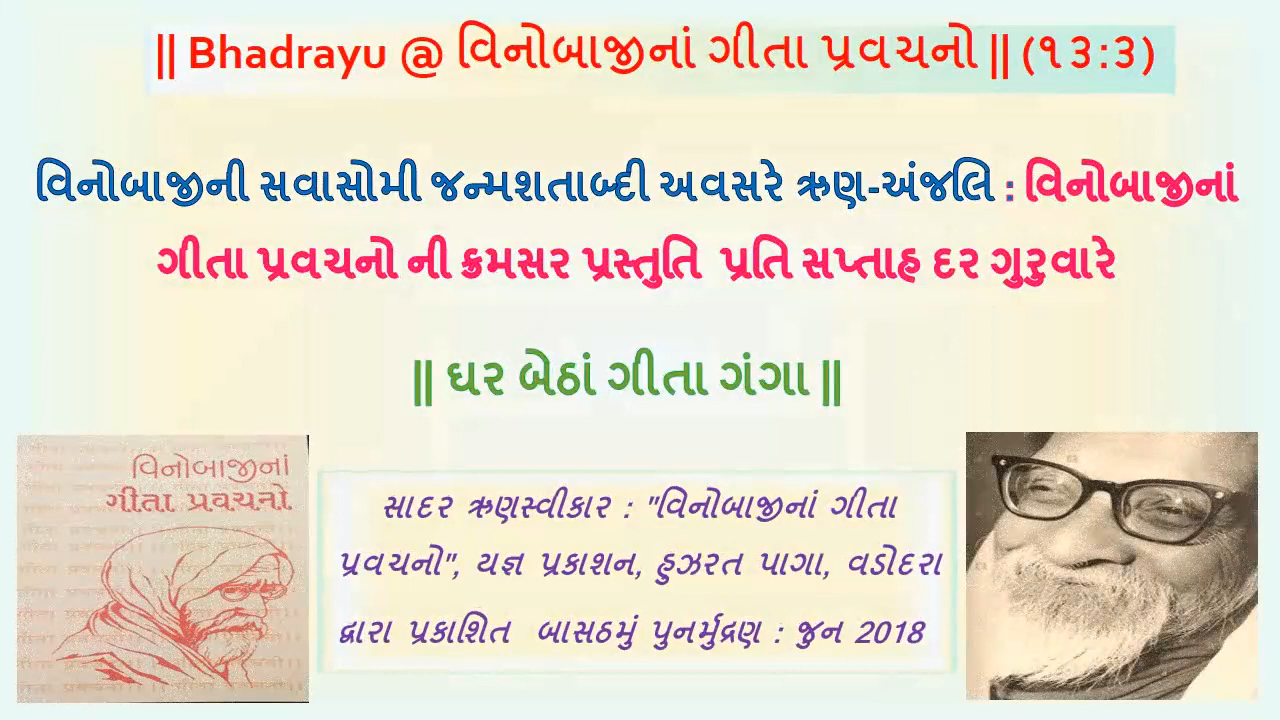 || Bhadrayu @ વિનોબાજીનાં ગીતા પ્રવચનો || (૧૩:૩)
વિનોબાજીની સવાસોમી જન્મશતાબ્દી અવસરે ઋણ-અંજલિ : વિનોબાજીનાં
ગીતા પ્રવચનો ની ક્રમસર પ્રસ્તુતિ પ્રતિ સપ્તાહ દર ગુરુવારે
|| ઘર બેઠાં ગીતા ગંગા ||
વિનોબાજીનાં
ગીતા પ્રવચનો
સાદર ઋણસ્વીકાર : "વિનોબાજીનાં ગીતા
પ્રવચનો", યજ્ઞ પ્રકાશન, હુઝરત પાગા, વડોદરા
દ્વારા પ્રકાશિત બાસઠમું પુનર્મુદ્રણ : જુન 2018